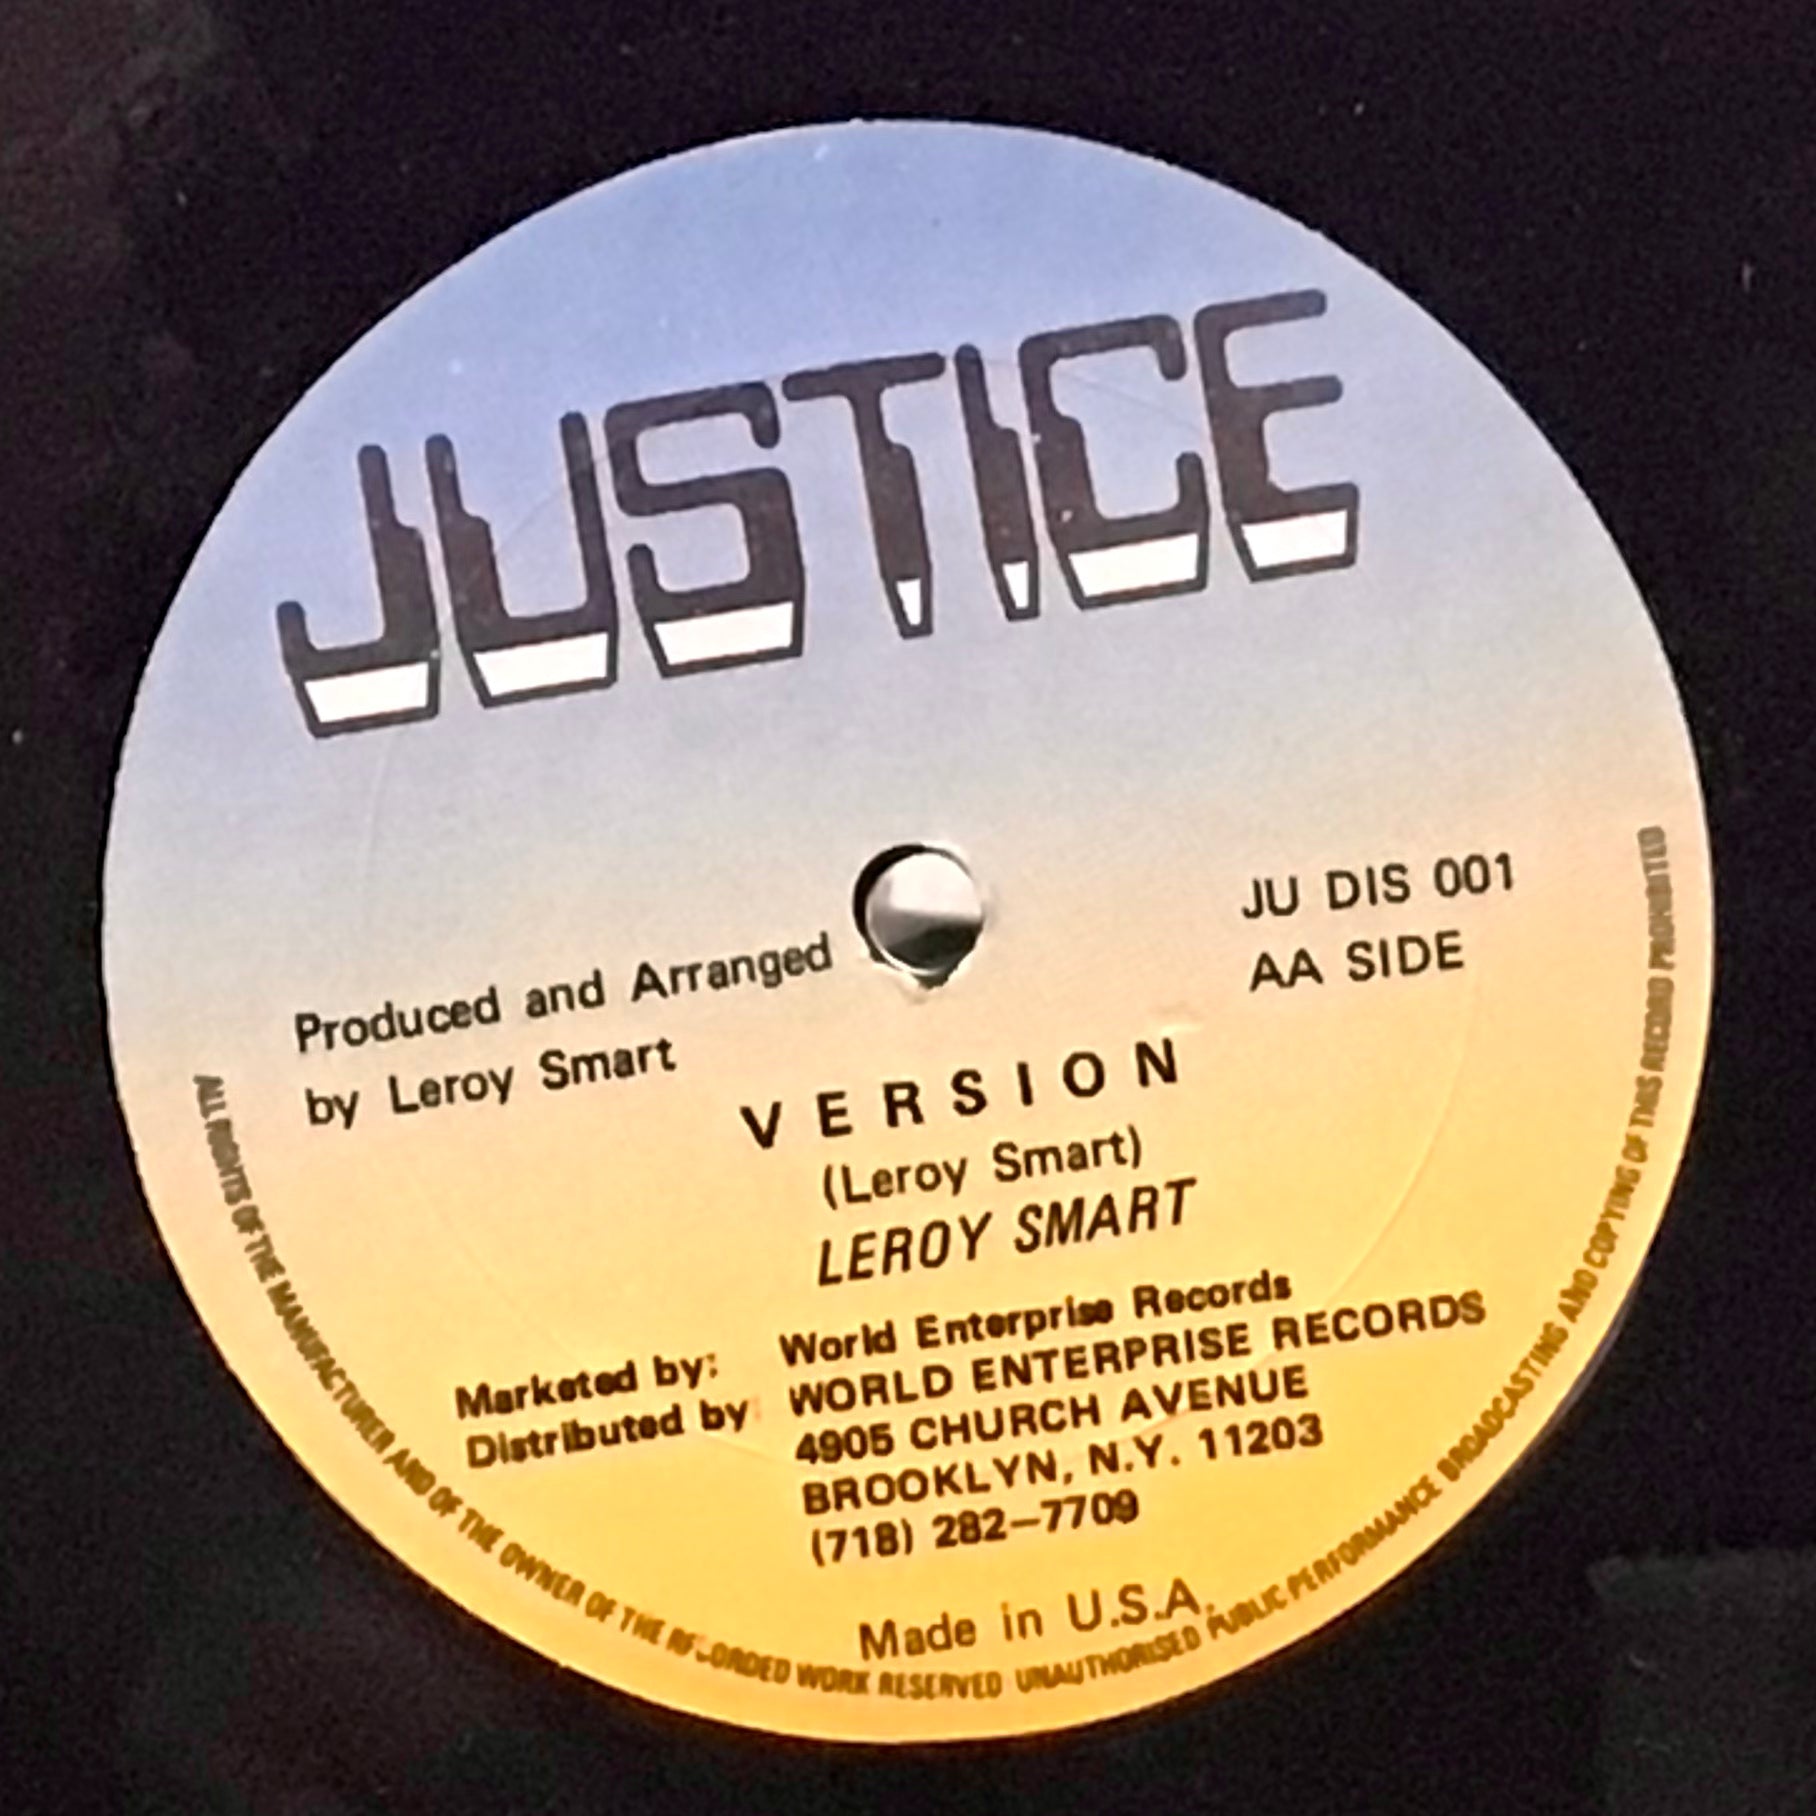 JUSTICE
JU DIS 001
AA SIDE
Produced and Arranged
by Leroy Smart
VERSION
(Leroy Smart)
LEROY SMART
Marketed by: World Enterprise Records
Distributed by WORLD ENTERPRISE RECORDS
4905 CHURCH AVENUE
BROOKLYN, N.Y. 11203
(718) 282-7709
Made in U.S.A.
ALL RIGHTS OF THE MANUFACTURER AND OF THE OWNER OF THE RECORDED WORK RESERVED UNAUTHORISED PUBLIC PERFORMANCE BROADCASTING AND COPYING OF THIS RECORD PROHIBITED